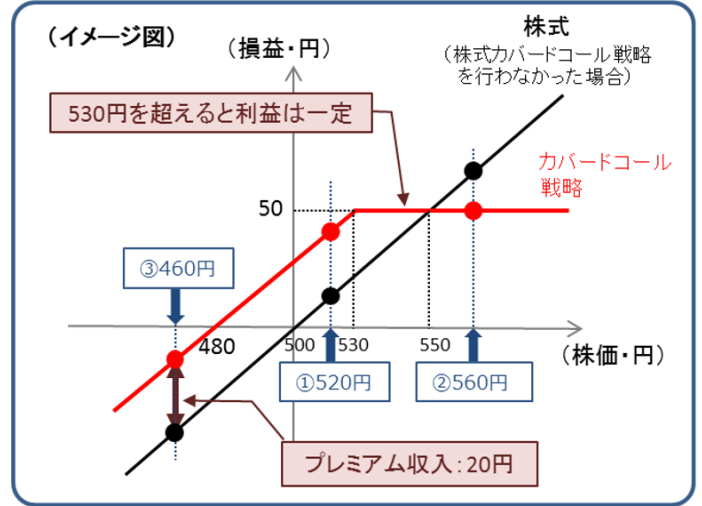 (イメージ図)
(損益・円)
株式
(株式カバードコール戦略
を行わなかった場合)
530円を超えると利益は一定
カバードコール
戦略
50
③460円
480
500
530
550
(株価・円)
①520円
②560円
プレミアム収入:20円